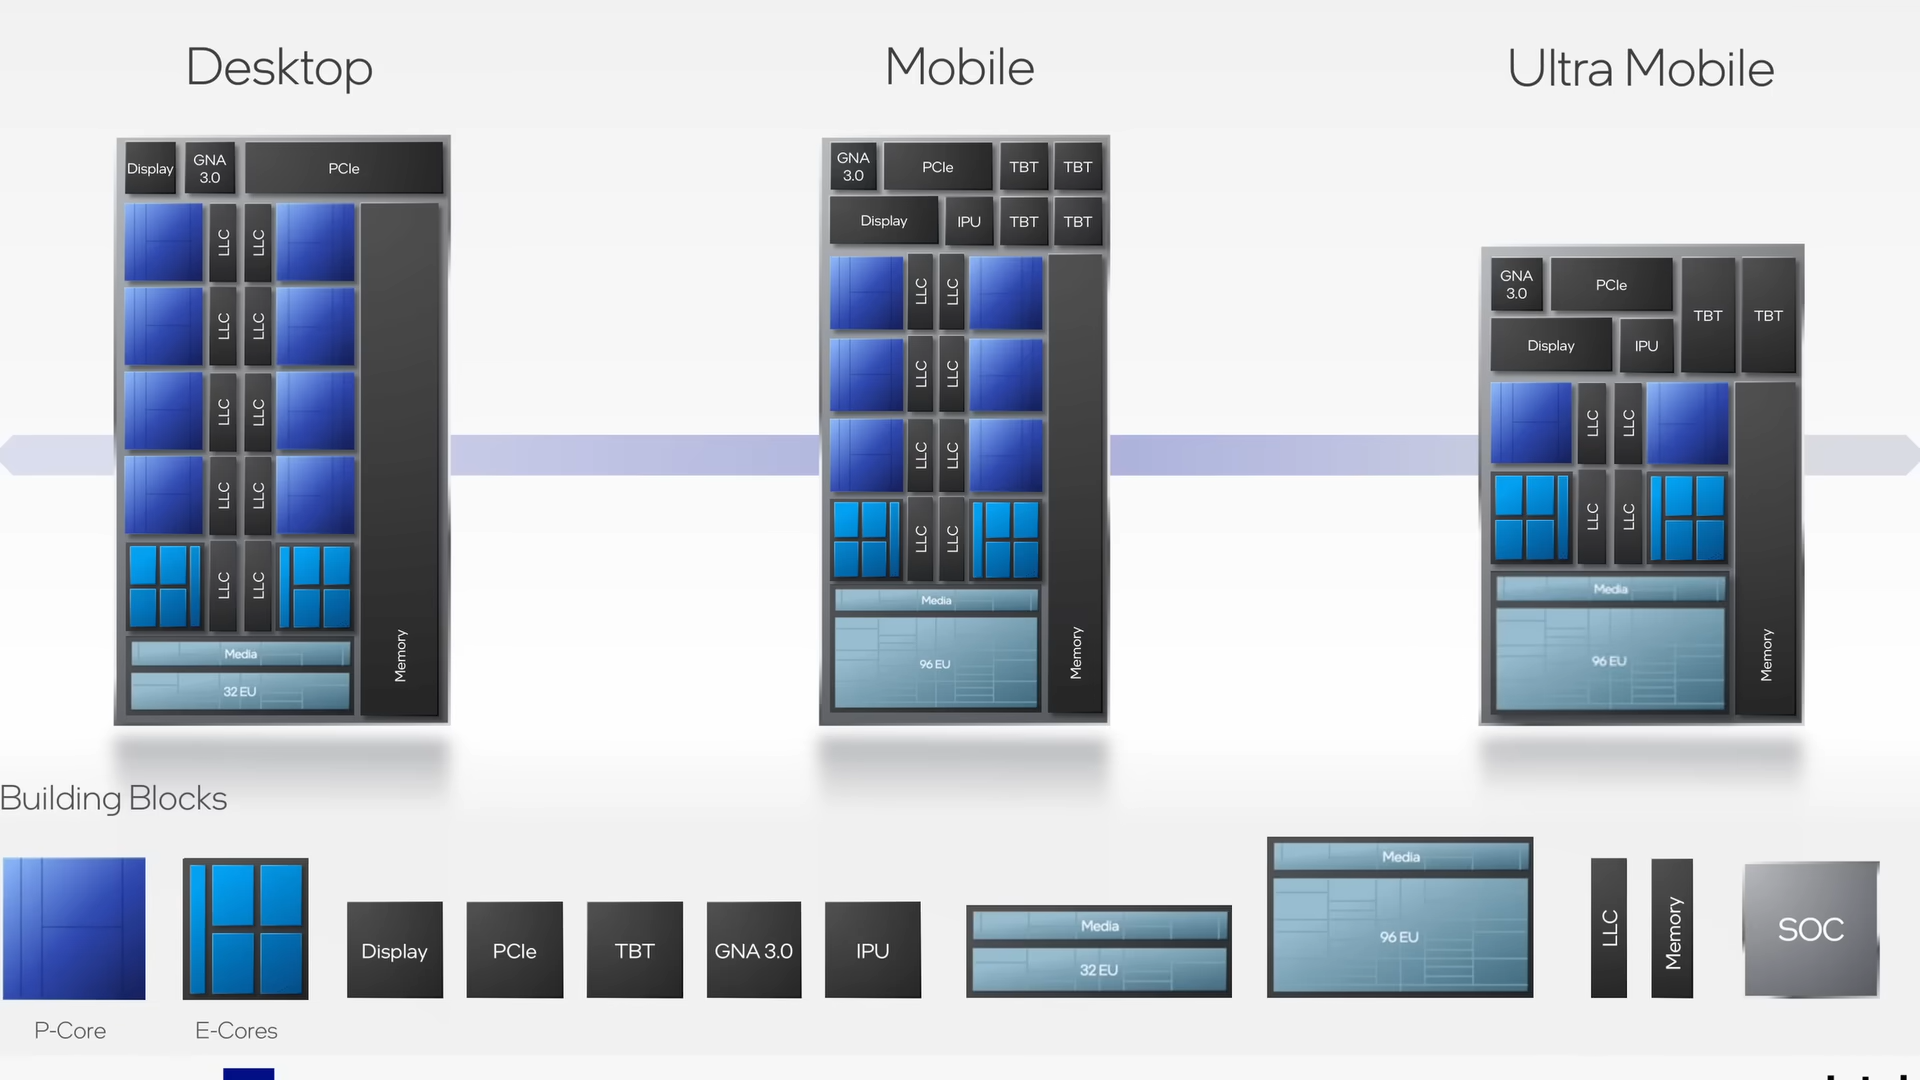 Desktop
Mobile
Ultra Mobile
Display
GNA
3.0
PCIe
LLC
LLC
LLC
LLC
LLC
LLC
LLC
LLC
LLC
LLC
Memory
Media
32 EU
GNA
3.0
PCIe
TBT
TBT
Display
IPU
TBT
TBT
LLC
LLC
LLC
LLC
LLC
LLC
LLC
LLC
Memory
Media
96 EU
GNA
3.0
PCIe
TBT
TBT
Display
IPU
LLC
LLC
LLC
LLC
Memory
Media
96 EU
Building Blocks
P-Core
E-Cores
Display
PCIe
TBT
GNA 3.0
IPU
Media
32 EU
Media
96 EU
LLC
Memory
SOC